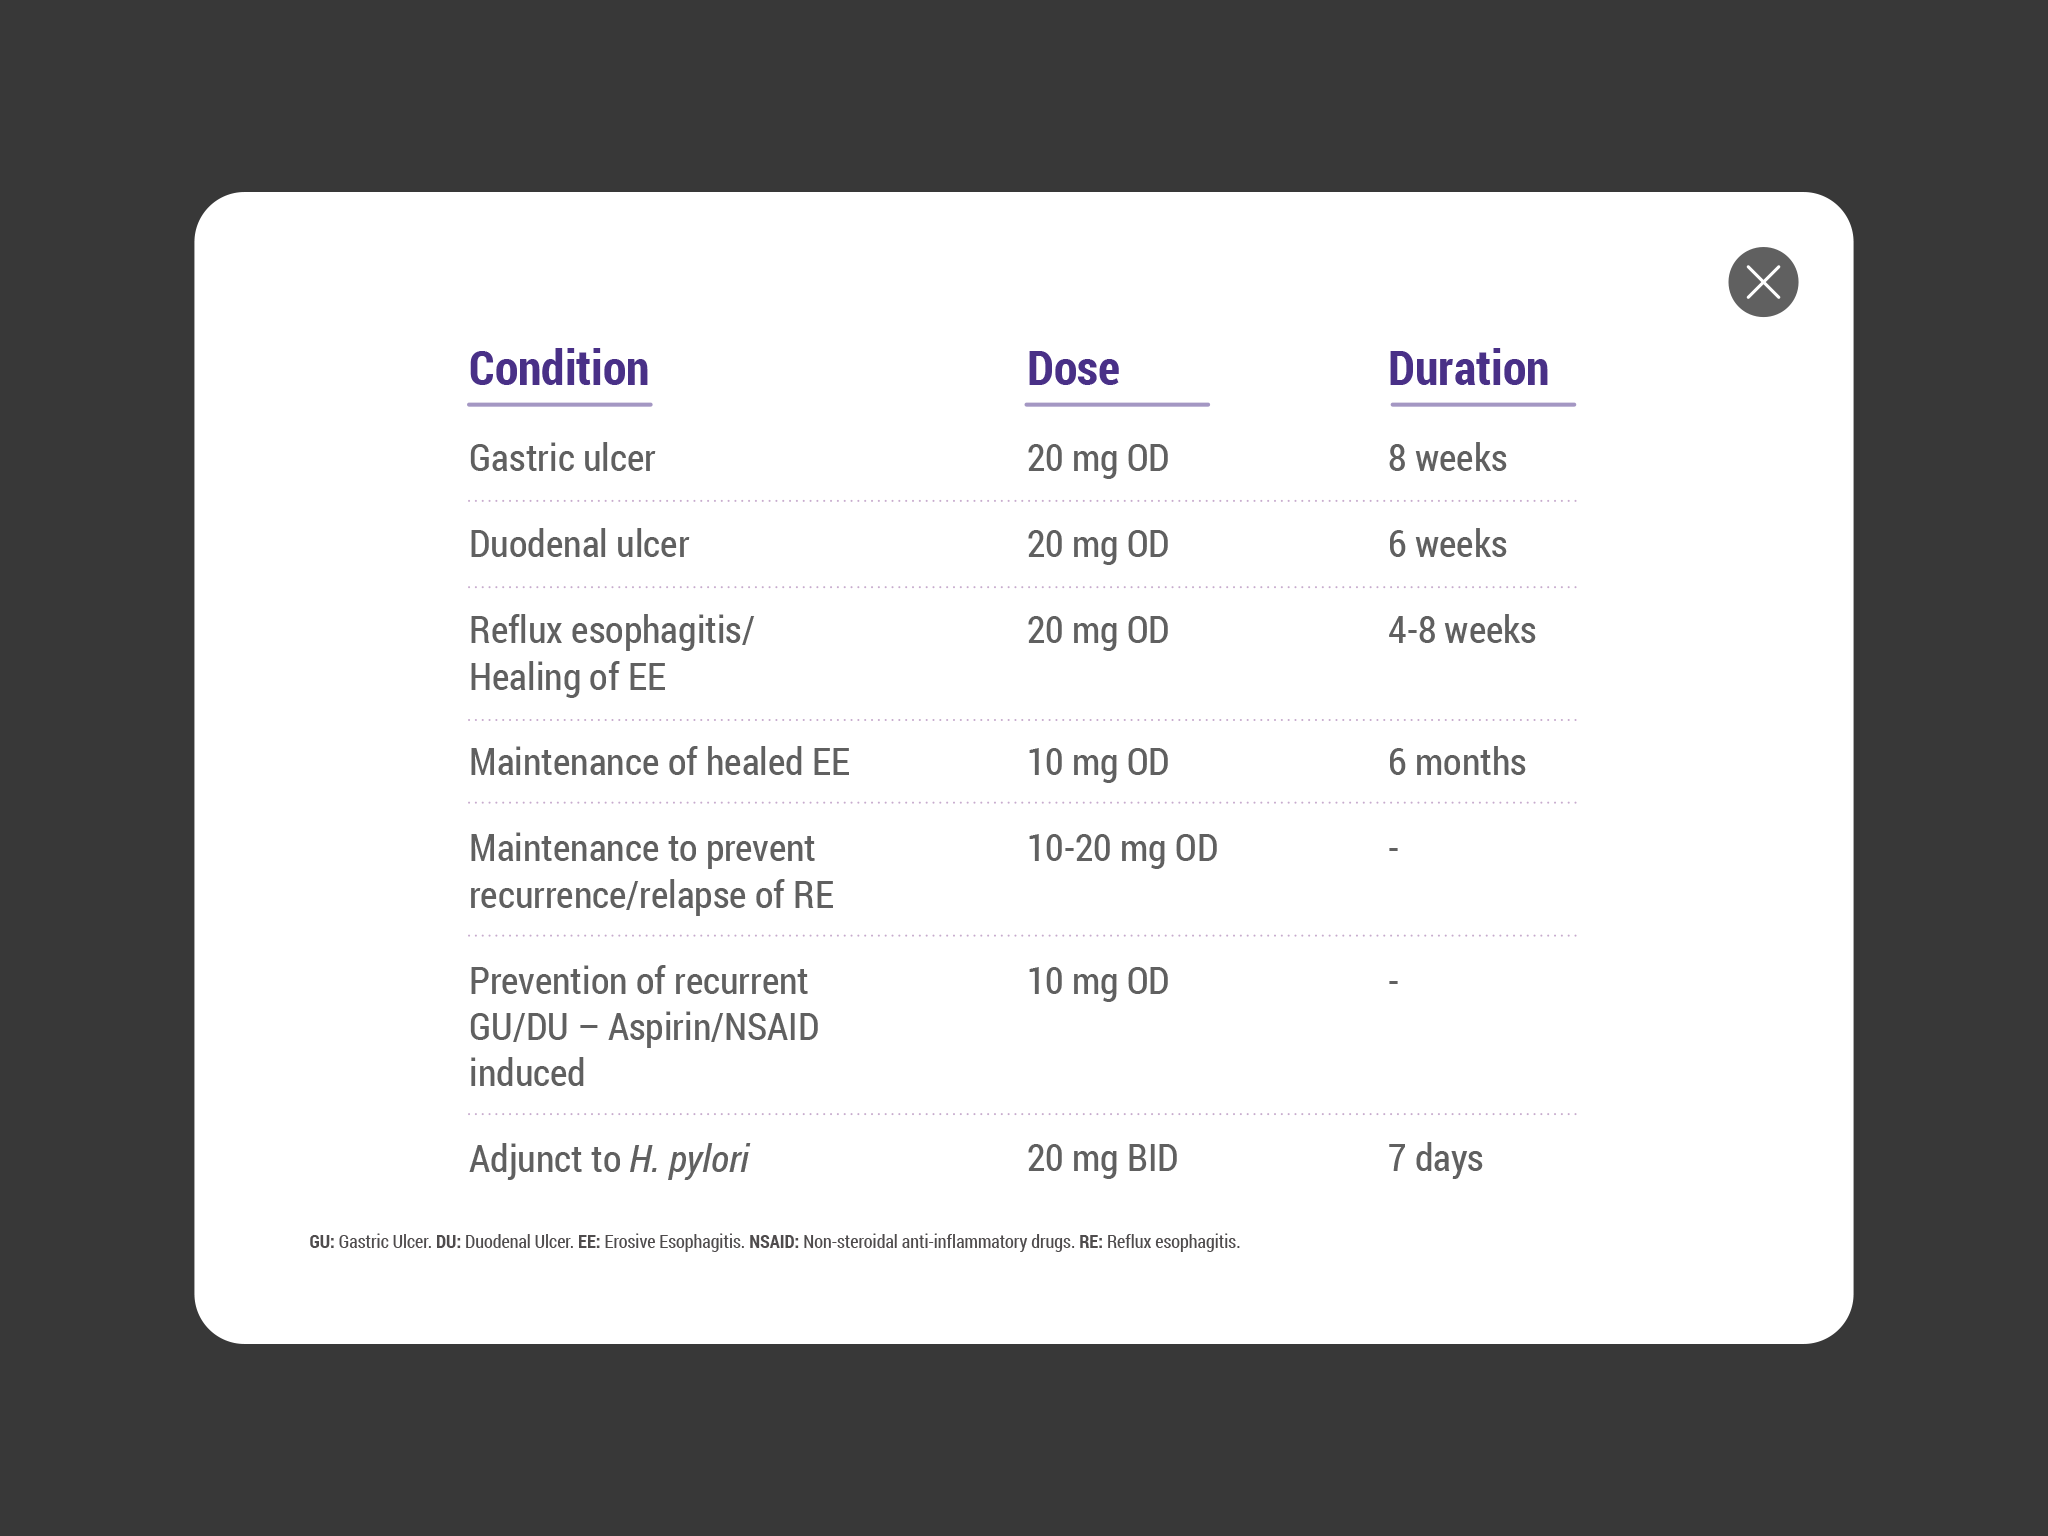 Condition Dose Duration
Gastric ulcer 20 mg OD 8 weeks
Duodenal ulcer 20 mg OD 6 weeks
Reflux esophagitis/ 20 mg OD 4-8 weeks
Healing of EE
Maintenance of healed EE 10 mg OD 6 months
Maintenance to prevent 10-20 mg OD -
recurrence/relapse of RE
Prevention of recurrent 10 mg OD -
GU/DU – Aspirin/NSAID
induced
Adjunct to H. pylori 20 mg BID 7 days
GU: Gastric Ulcer. DU: Duodenal Ulcer. EE: Erosive Esophagitis. NSAID: Non-steroidal anti-inflammatory drugs. RE: Reflux esophagitis.